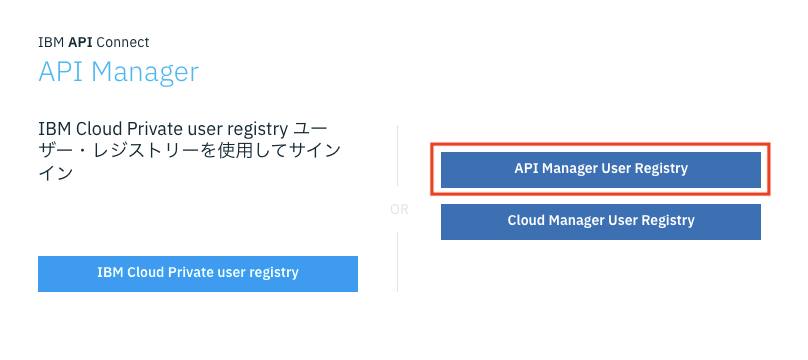 IBM API Connect
API Manager
IBM Cloud Private user registry ユー
ザー・レジストリーを使用してサイン
イン
IBM Cloud Private user registry
OR
API Manager User Registry
Cloud Manager User Registry